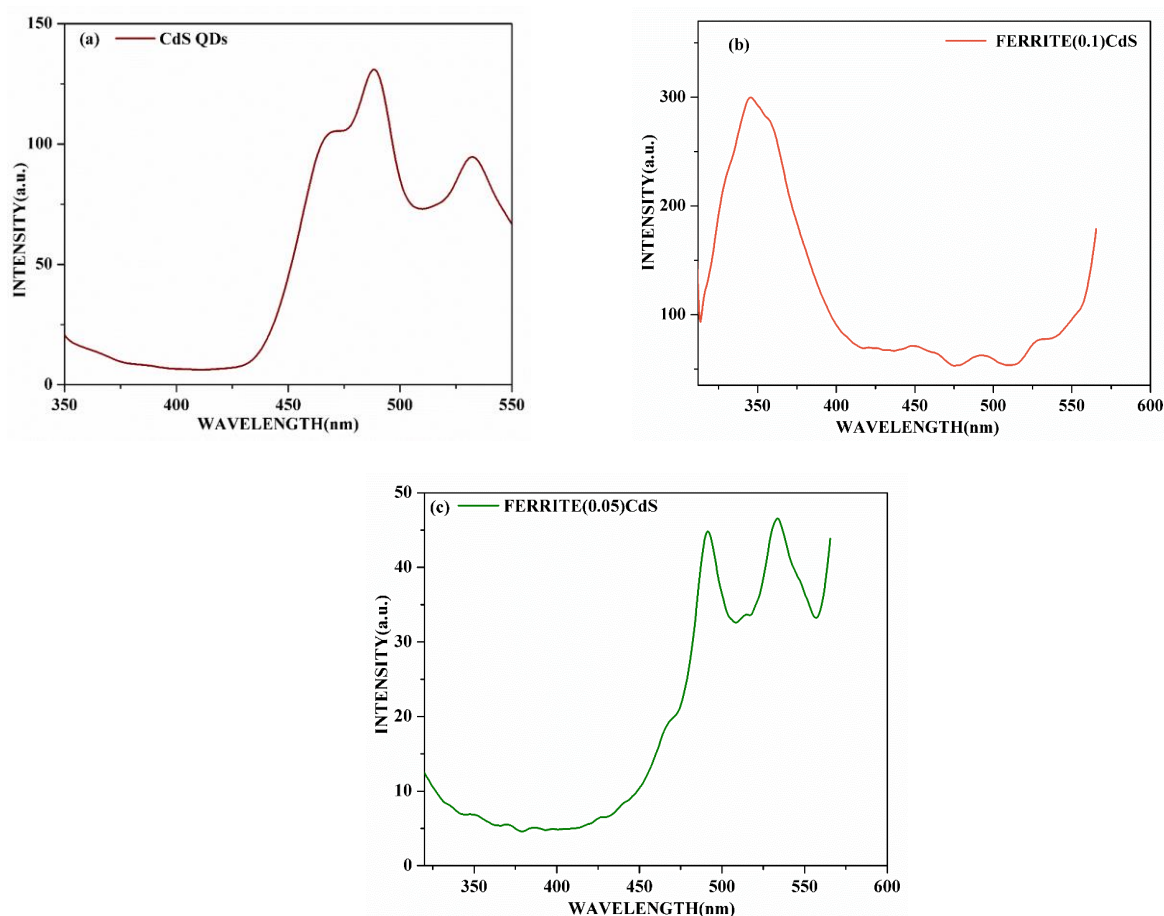 (a) CdS QDs
150
100
50
0
INTENSITY(a.u.)
350 400 450 500 550
WAVELENGTH(nm)
(b) FERRITE(0.1)CdS
300
200
100
INTENSITY(a.u.)
350 400 450 500 550 600
WAVELENGTH(nm)
(c) FERRITE(0.05)CdS
50
40
30
20
10
0
INTENSITY(a.u.)
350 400 450 500 550 600
WAVELENGTH(nm)